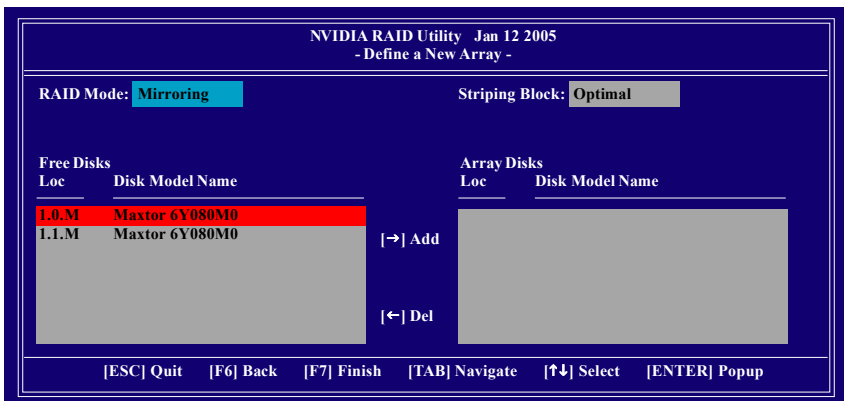 NVIDIA RAID Utility Jan 12 2005
- Define a New Array -
RAID Mode: Mirroring
Striping Block: Optimal
Free Disks
Loc Disk Model Name
1.0.M Maxtor 6Y080M0
1.1.M Maxtor 6Y080M0
[→] Add
[←] Del
Array Disks
Loc Disk Model Name
[ESC] Quit [F6] Back [F7] Finish [TAB] Navigate [↑↓] Select [ENTER] Popup